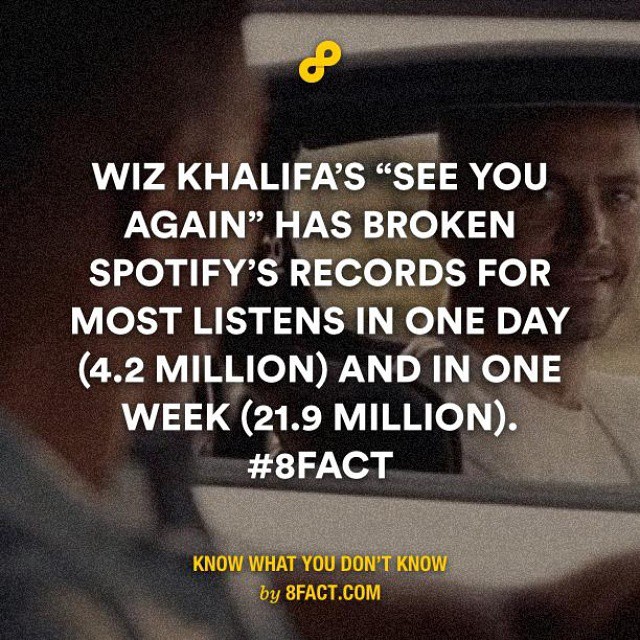 WIZ KHALIFA'S “SEE YOU
AGAIN” HAS BROKEN
SPOTIFY'S RECORDS FOR
MOST LISTENS IN ONE DAY
(4.2 MILLION) AND IN ONE
WEEK (21.9 MILLION).
#8FACT
KNOW WHAT YOU DON'T KNOW
by 8FACT.COM